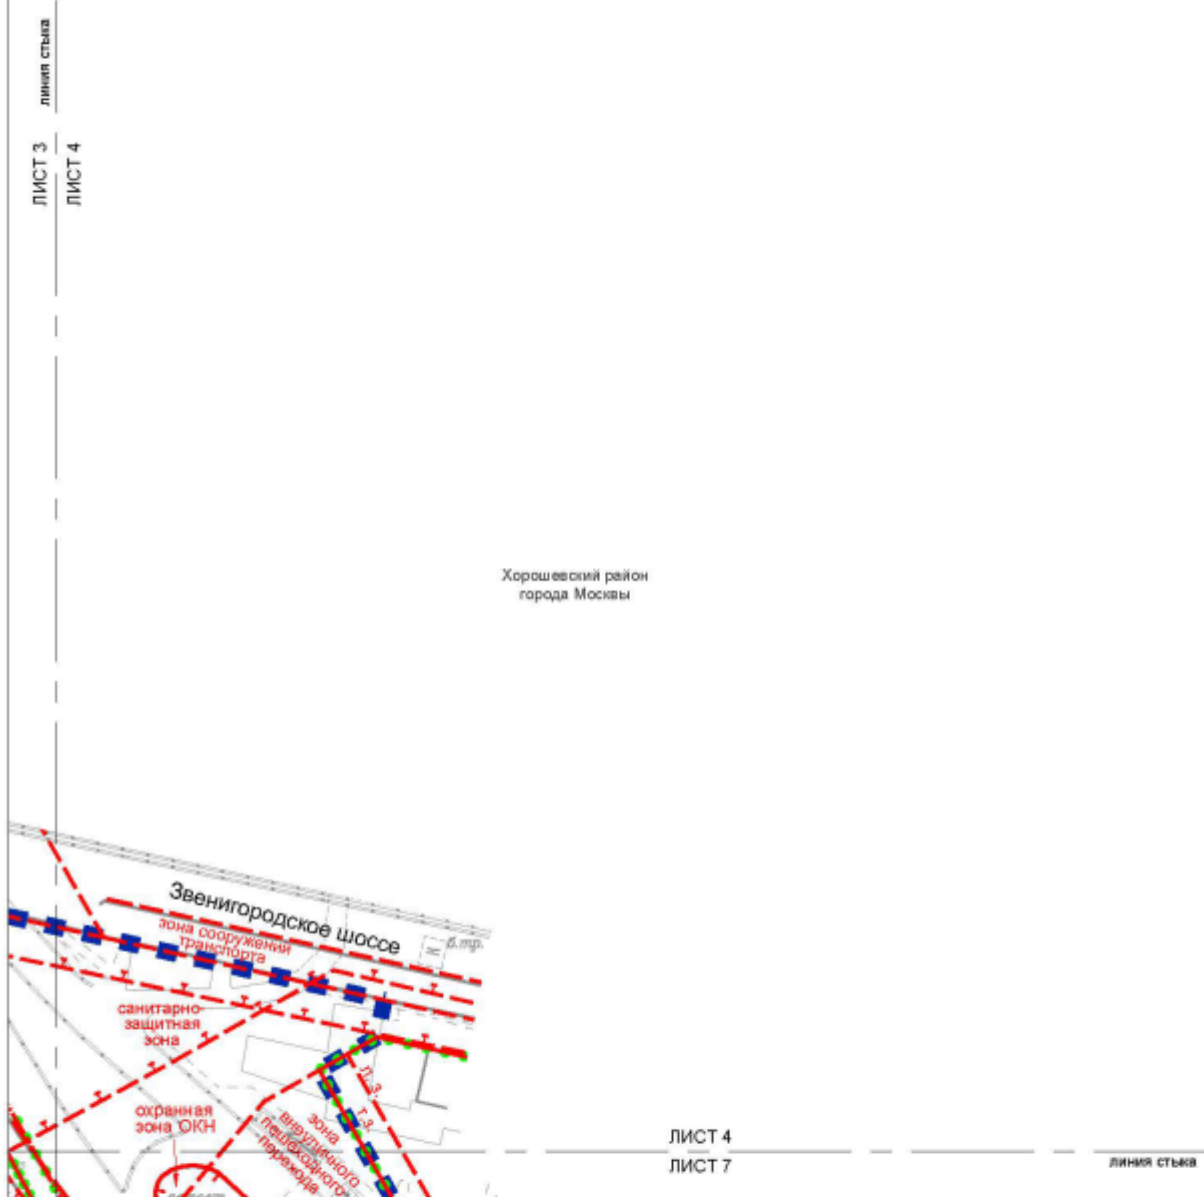 линия стыка
ЛИСТ 3
ЛИСТ 4
Хорошевский район
города Москвы
Звенигородское шоссе
зона сооружений
транспорта
б.тр.
М
санитарно-
защитная
зона
охранная
зона ОКН
Л.З.
Т.З.
зона
внеуличного
пешеходного
перехода
ЛИСТ 4
ЛИСТ 7
линия стыка